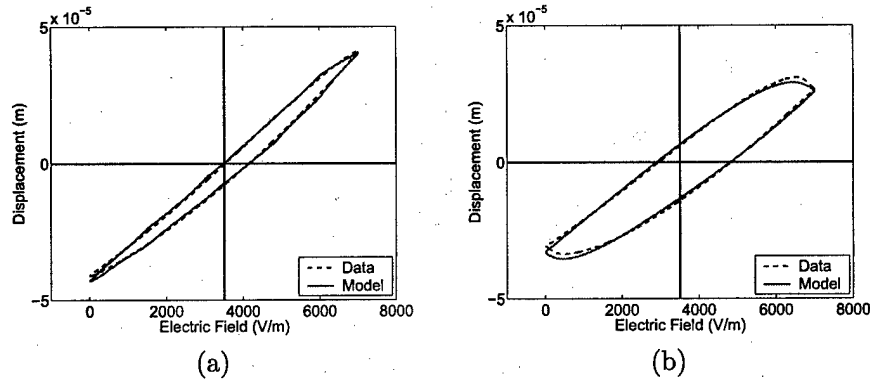 5 × 10⁻⁵
Displacement (m)
0
−5
0
2000
4000
6000
8000
Electric Field (V/m)
Data
Model
(a)
5 × 10⁻⁵
Displacement (m)
0
−5
0
2000
4000
6000
8000
Electric Field (V/m)
Data
Model
(b)